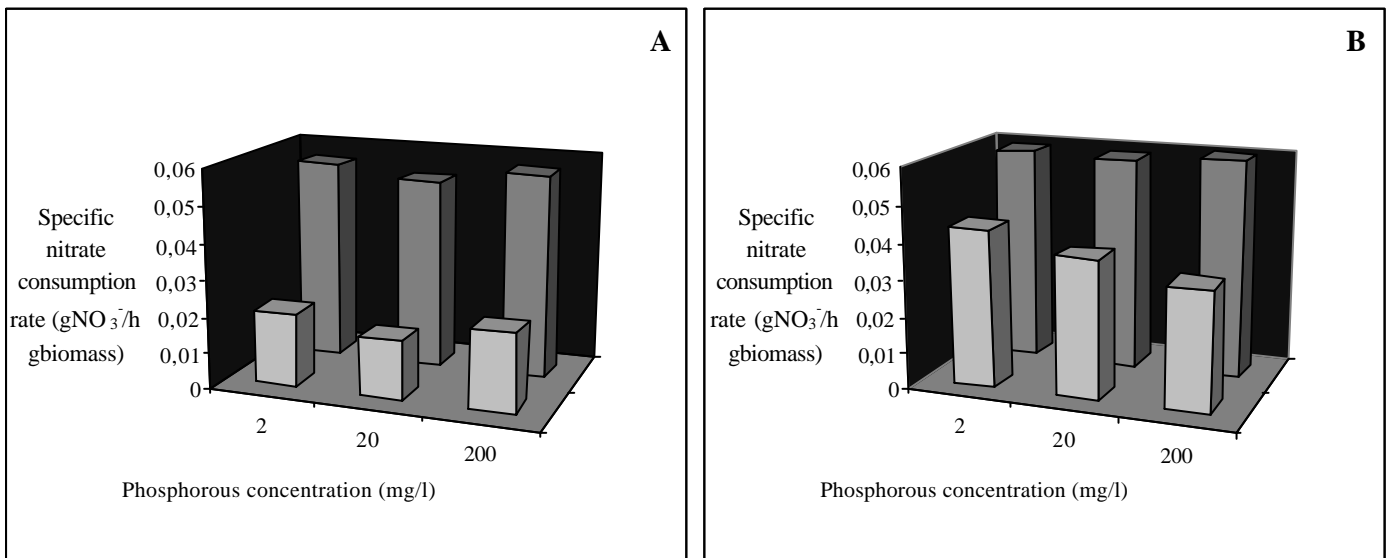 A
0,06
0,05
0,04
0,03
0,02
0,01
0
Specific
nitrate
consumption
rate (gNO3-/h
gbiomass)
2
20
200
Phosphorous concentration (mg/l)
B
0,06
0,05
0,04
0,03
0,02
0,01
0
Specific
nitrate
consumption
rate (gNO3-/h
gbiomass)
2
20
200
Phosphorous concentration (mg/l)